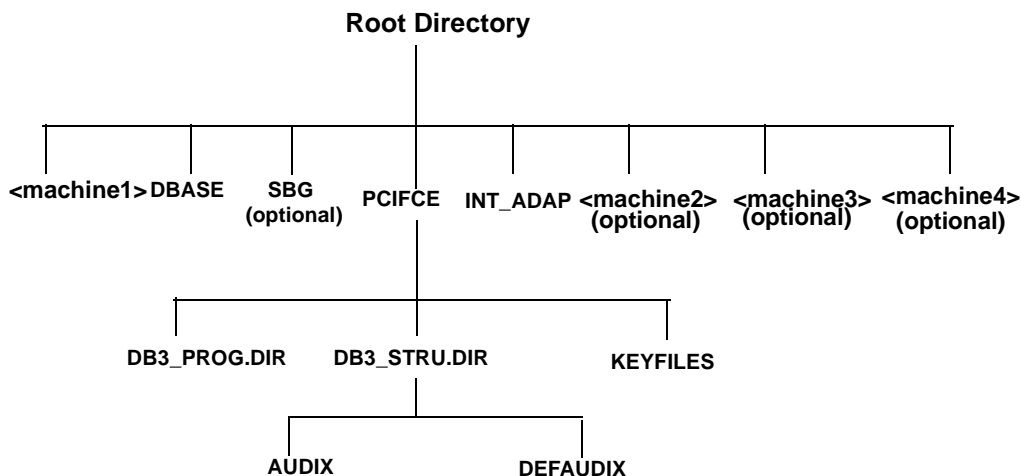 Root Directory
<machine1> DBASE SBG PCIFCE INT_ADAP <machine2> <machine3> <machine4>
(optional) (optional) (optional) (optional)
DB3_PROG.DIR DB3_STRU.DIR KEYFILES
AUDIX DEFAUDIX